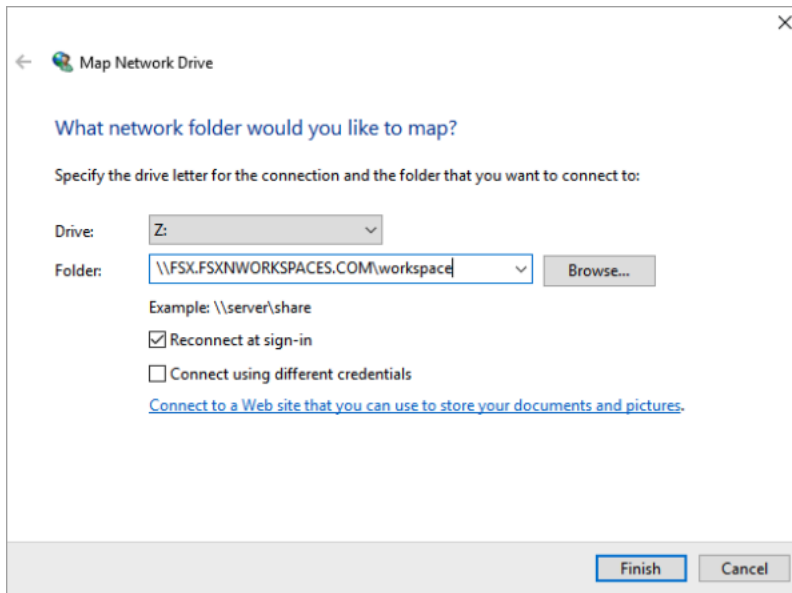 Map Network Drive
What network folder would you like to map?
Specify the drive letter for the connection and the folder that you want to connect to:
Drive: Z:
Folder: \\FSX.FSXNWORKSPACES.COM\workspace Browse...
Example: \\server\share
Reconnect at sign-in
Connect using different credentials
Connect to a Web site that you can use to store your documents and pictures.
Finish Cancel